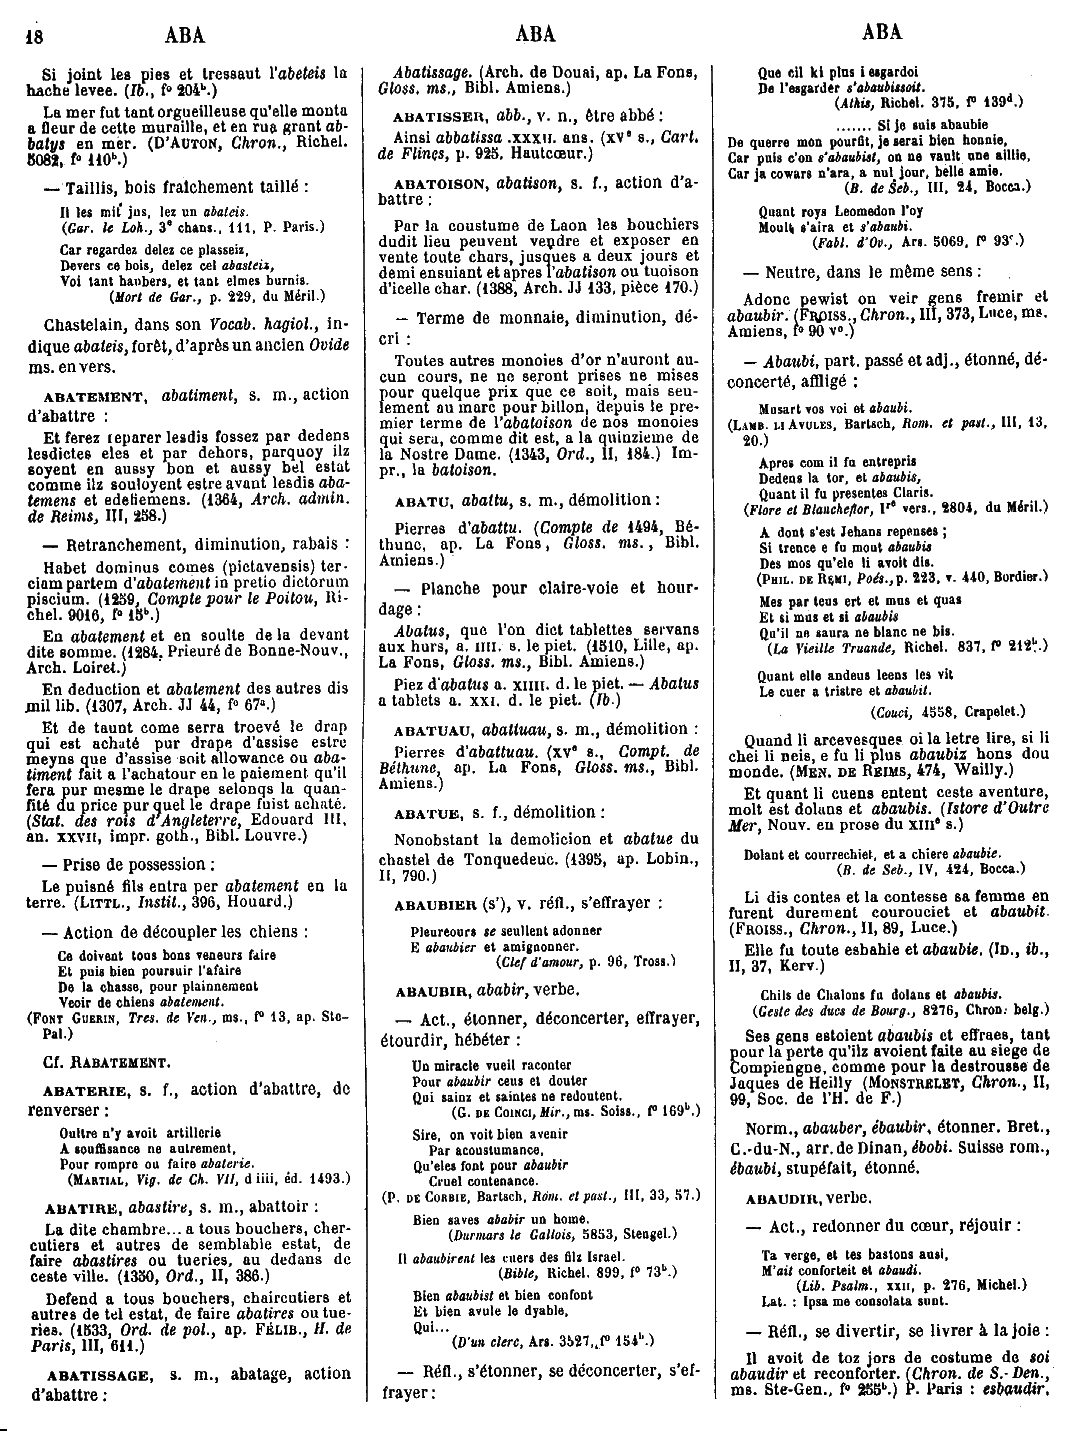 18 ABA ABA ABA
Si joint les pies et tressaut l'abeteis la
hache levee. (Ib., f° 204ᵇ.)
La mer fut tant orgueilleuse qu'elle monta
a fleur de cette muraille, et en rua grant ab-
batys en mer. (D'AUTON, Chron., Richel.
5082, f° 110ᵇ.)
— Taillis, bois fraîchement taillé :
Il les mit jus, lez un abateis.
(Gar. le Loh., 3ᵉ chans., III, P. Paris.)
Car regardez delez ce plasseiz,
Devers ce bois, delez cel abasteiz,
Voi tant haubers, et tant elmes burnis.
(Mort de Gar., p. 229, du Méril.)
Chastelain, dans son Vocab. hagiol., in-
dique abateis, forêt, d'après un ancien Ovide
ms. en vers.
ABATEMENT, abatiment, s. m., action
d'abattre :
Et ferez reparer lesdis fossez par dedens
lesdictes eles et par dehors, parquoy ilz
soyent en aussy bon et aussy bel estat
comme ilz souloyent estre avant lesdis aba-
temens et edefiemens. (1364, Arch. admin.
de Reims, III, 258.)
— Retranchement, diminution, rabais :
Habet dominus comes (pictavensis) ter-
ciam partem d'abatement in pretio dictorum
piscium. (1259, Compte pour le Poitou, Ri-
chel. 9016, f° 15ᵇ.)
En abatement et en soulte de la devant
dite somme. (1284, Prieuré de Bonne-Nouv.,
Arch. Loiret.)
En deduction et abatement des autres dis
mil lib. (1307, Arch. JJ 44, f° 67ᵃ.)
Et de taunt come serra troevé le drap
qui est achaté pur drape d'assise estre
meyns que d'assise soit allowance ou aba-
timent fait a l'achatour en le paiement qu'il
fera pur mesme le drape selonqs la quan-
fité du price pur quel le drape fuist achaté.
(Stat. des rois d'Angleterre, Edouard III,
an. XXVII, impr. goth., Bibl. Louvre.)
— Prise de possession :
Le puisné fils entra per abatement en la
terre. (LITTL., Instit., 396, Houard.)
— Action de découpler les chiens :
Ce doivent tous bons veneurs faire
Et puis bien poursuir l'afaire
De la chasse, pour plainnement
Veoir de chiens abatement.
(FONT GUERIN, Tres. de Ven., ms., f° 13, ap. Ste-
Pal.)
Cf. RABATEMENT.
ABATERIE, s. f., action d'abattre, de
renverser :
Oultre n'y avoit artillerie
A souffisance ne autrement,
Pour rompre ou faire abaterie.
(MARTIAL, Vig. de Ch. VII, d iiii, éd. 1493.)
ABATIRE, abastire, s. m., abattoir :
La dite chambre... a tous bouchers, cher-
cutiers et autres de semblable estat, de
faire abastires ou tueries, au dedans de
ceste ville. (1350, Ord., II, 386.)
Defend a tous bouchers, chaircutiers et
autres de tel estat, de faire abatires ou tue-
ries. (1533, Ord. de pol., ap. FÉLIB., H. de
Paris, III, 611.)
ABATISSAGE, s. m., abatage, action
d'abattre :
Abatissage. (Arch. de Douai, ap. La Fons,
Gloss. ms., Bibl. Amiens.)
ABATISSER, abb., v. n., être abbé :
Ainsi abbatissa .XXXII. ans. (XVᵉ s., Cart.
de Flines, p. 925, Hautcœur.)
ABATOISON, abatison, s. f., action d'a-
battre :
Par la coustume de Laon les bouchiers
dudit lieu peuvent vendre et exposer en
vente toute chars, jusques a deux jours et
demi ensuiant et apres l'abatison ou tuoison
d'icelle char. (1388, Arch. JJ 133, pièce 170.)
— Terme de monnaie, diminution, dé-
cri :
Toutes autres monoies d'or n'auront au-
cun cours, ne ne seront prises ne mises
pour quelque prix que ce soit, mais seu-
lement au marc pour billon, depuis le pre-
mier terme de l'abatoison de nos monoies
qui sera, comme dit est, a la quinzieme de
la Nostre Dame. (1343, Ord., II, 184.) Im-
pr., la batoison.
ABATU, abattu, s. m., démolition :
Pierres d'abattu. (Compte de 1494, Bé-
thune, ap. La Fons, Gloss. ms., Bibl.
Amiens.)
— Planche pour claire-voie et hour-
dage :
Abatus, que l'on dict tablettes servans
aux hurs, a. IIII. s. le piet. (1510, Lille, ap.
La Fons, Gloss. ms., Bibl. Amiens.)
Piez d'abatus a. XIIII. d. le piet. — Abatus
a tablets a. XXI. d. le piet. (Ib.)
ABATUAU, abattuau, s. m., démolition :
Pierres d'abattuau. (XVᵉ s., Compt. de
Béthune, ap. La Fons, Gloss. ms., Bibl.
Amiens.)
ABATUE, s. f., démolition :
Nonobstant la demolicion et abatue du
chastel de Tonquedeuc. (1395, ap. Lobin.,
II, 790.)
ABAUBIER (s'), v. réfl., s'effrayer :
Pleureours se seullent adonner
E abaubier et amignonner.
(Clef d'amour, p. 96, Tross.)
ABAUBIR, ababir, verbe.
— Act., étonner, déconcerter, effrayer,
étourdir, hébéter :
Un miracle vueil raconter
Pour abaubir ceus et douter
Qui sainz et saintes ne redoutent.
(G. DE COINCI, Mir., ms. Soiss., f° 169ᵇ.)
Sire, on voit bien avenir
Par acoustumance,
Qu'eles font pour abaubir
Cruel contenance.
(P. DE CORBIE, Bartsch, Rom. et past., III, 33, 57.)
Bien saves ababir un home.
(Durmars le Gallois, 5853, Stengel.)
Il abaubirent les cuers des filz Israel.
(Bible, Richel. 899, f° 73ᵇ.)
Bien abaubist et bien confont
Et bien avule le dyable,
Qui...
(D'un clerc, Ars. 3527, f° 154ᵇ.)
— Réfl., s'étonner, se déconcerter, s'ef-
frayer :
Que cil ki plus i esgardoi
De l'esgarder s'abaubissoit.
(Athis, Richel. 375, f° 139ᵈ.)
....... Si je suis abaubie
De querre mon pourfit, je serai bien honnie,
Car puis c'on s'abaubist, on ne vault une aillie,
Car ja cowars n'ara, a nul jour, belle amie.
(B. de Seb., III, 24, Bocca.)
Quant roys Leomedon l'oy
Moult s'aira et s'abaubi.
(Fabl. d'Ov., Ars. 5069, f° 93ᶜ.)
— Neutre, dans le même sens :
Adonc pewist on veir gens fremir et
abaubir. (FROISS., Chron., III, 373, Luce, ms.
Amiens, f° 90 v°.)
— Abaubi, part. passé et adj., étonné, dé-
concerté, affligé :
Musart vos voi et abaubi.
(LAMB. LI AVULES, Bartsch, Rom. et past., III, 13,
20.)
Apres com il fu entrepris
Dedens la tor, et abaubis,
Quant il fu presentes Claris.
(Flore et Blancheflor, 1ʳᵉ vers., 2804, du Méril.)
A dont s'est Jehans repenses ;
Si trence e fu mout abaubis
Des mos qu'ele li avoit dis.
(PHIL. DE REMI, Poés., p. 223, v. 440, Bordier.)
Mes par teus ert et mus et quas
Et si mus et si abaubis
Qu'il ne saura ne blanc ne bis.
(La Vieille Truande, Richel. 837, f° 212ᵇ.)
Quant elle andeus leens les vit
Le cuer a tristre et abaubit.
(Couci, 4558, Crapelet.)
Quand li arcevesques oi la letre lire, si li
chei li neis, e fu li plus abaubiz hons dou
monde. (MEN. DE REIMS, 474, Wailly.)
Et quant li cuens entent ceste aventure,
molt est dolans et abaubis. (Istore d'Outre
Mer, Nouv. en prose du XIIIᵉ s.)
Dolant et courrechiet, et a chiere abaubie.
(B. de Seb., IV, 424, Bocca.)
Li dis contes et la contesse sa femme en
furent durement courouciet et abaubit.
(FROISS., Chron., II, 89, Luce.)
Elle fu toute esbahie et abaubie. (ID., ib.,
II, 37, Kerv.)
Chils de Chalons fu dolans et abaubis.
(Geste des ducs de Bourg., 8276, Chron. belg.)
Ses gens estoient abaubis et effraes, tant
pour la perte qu'ilz avoient faite au siege de
Compiengne, comme pour la destrousse de
Jaques de Heilly (MONSTRELET, Chron., II,
99, Soc. de l'H. de F.)
Norm., abauber, ébaubir, étonner. Bret.,
C.-du-N., arr. de Dinan, ébobi. Suisse rom.,
ébaubi, stupéfait, étonné.
ABAUDIR, verbe.
— Act., redonner du cœur, réjouir :
Ta verge, et tes bastons ausi,
M'ait conforteit et abaudi.
(Lib. Psalm., XXII, p. 276, Michel.)
Lat. : Ipsa me consolata sunt.
— Réfl., se divertir, se livrer à la joie :
Il avoit de toz jors de costume de soi
abaudir et reconforter. (Chron. de S.-Den.,
ms. Ste-Gen., f° 255ᵇ.) P. Paris : esbaudir.